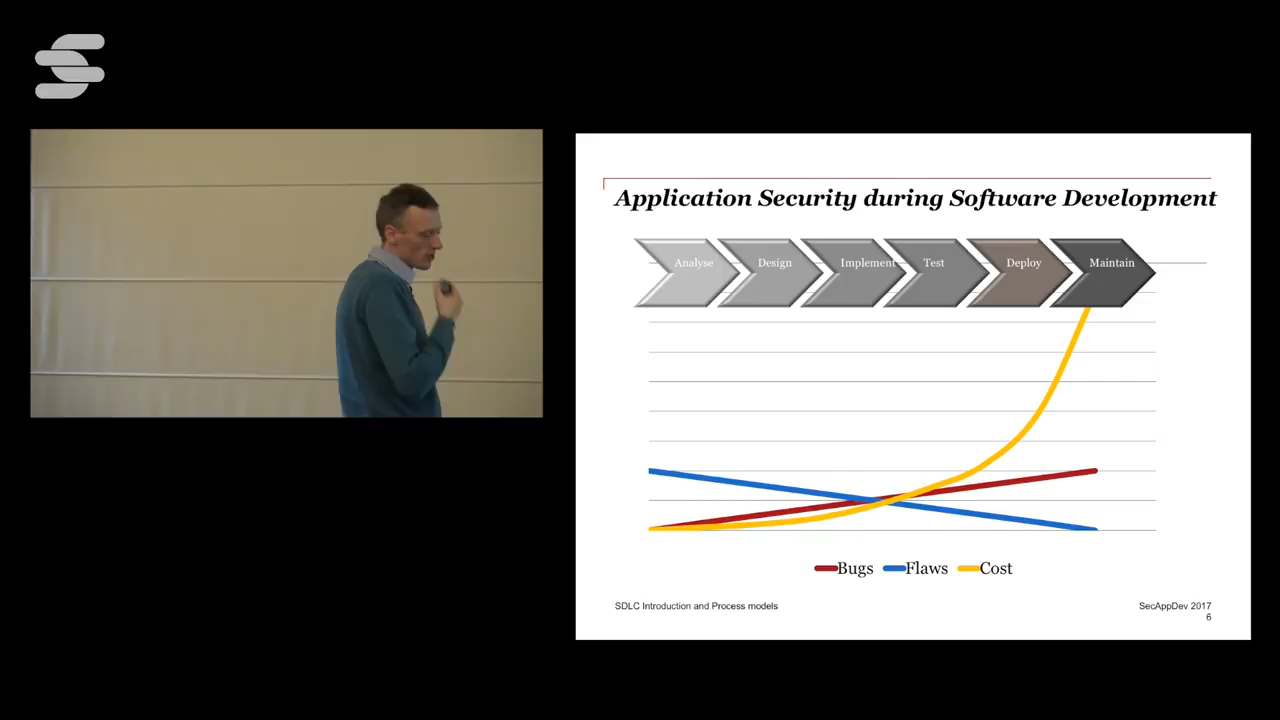 Application Security during Software Development
Analyse
Design
Implement
Test
Deploy
Maintain
Bugs
Flaws
Cost
SDLC Introduction and Process models
SecAppDev 2017
6